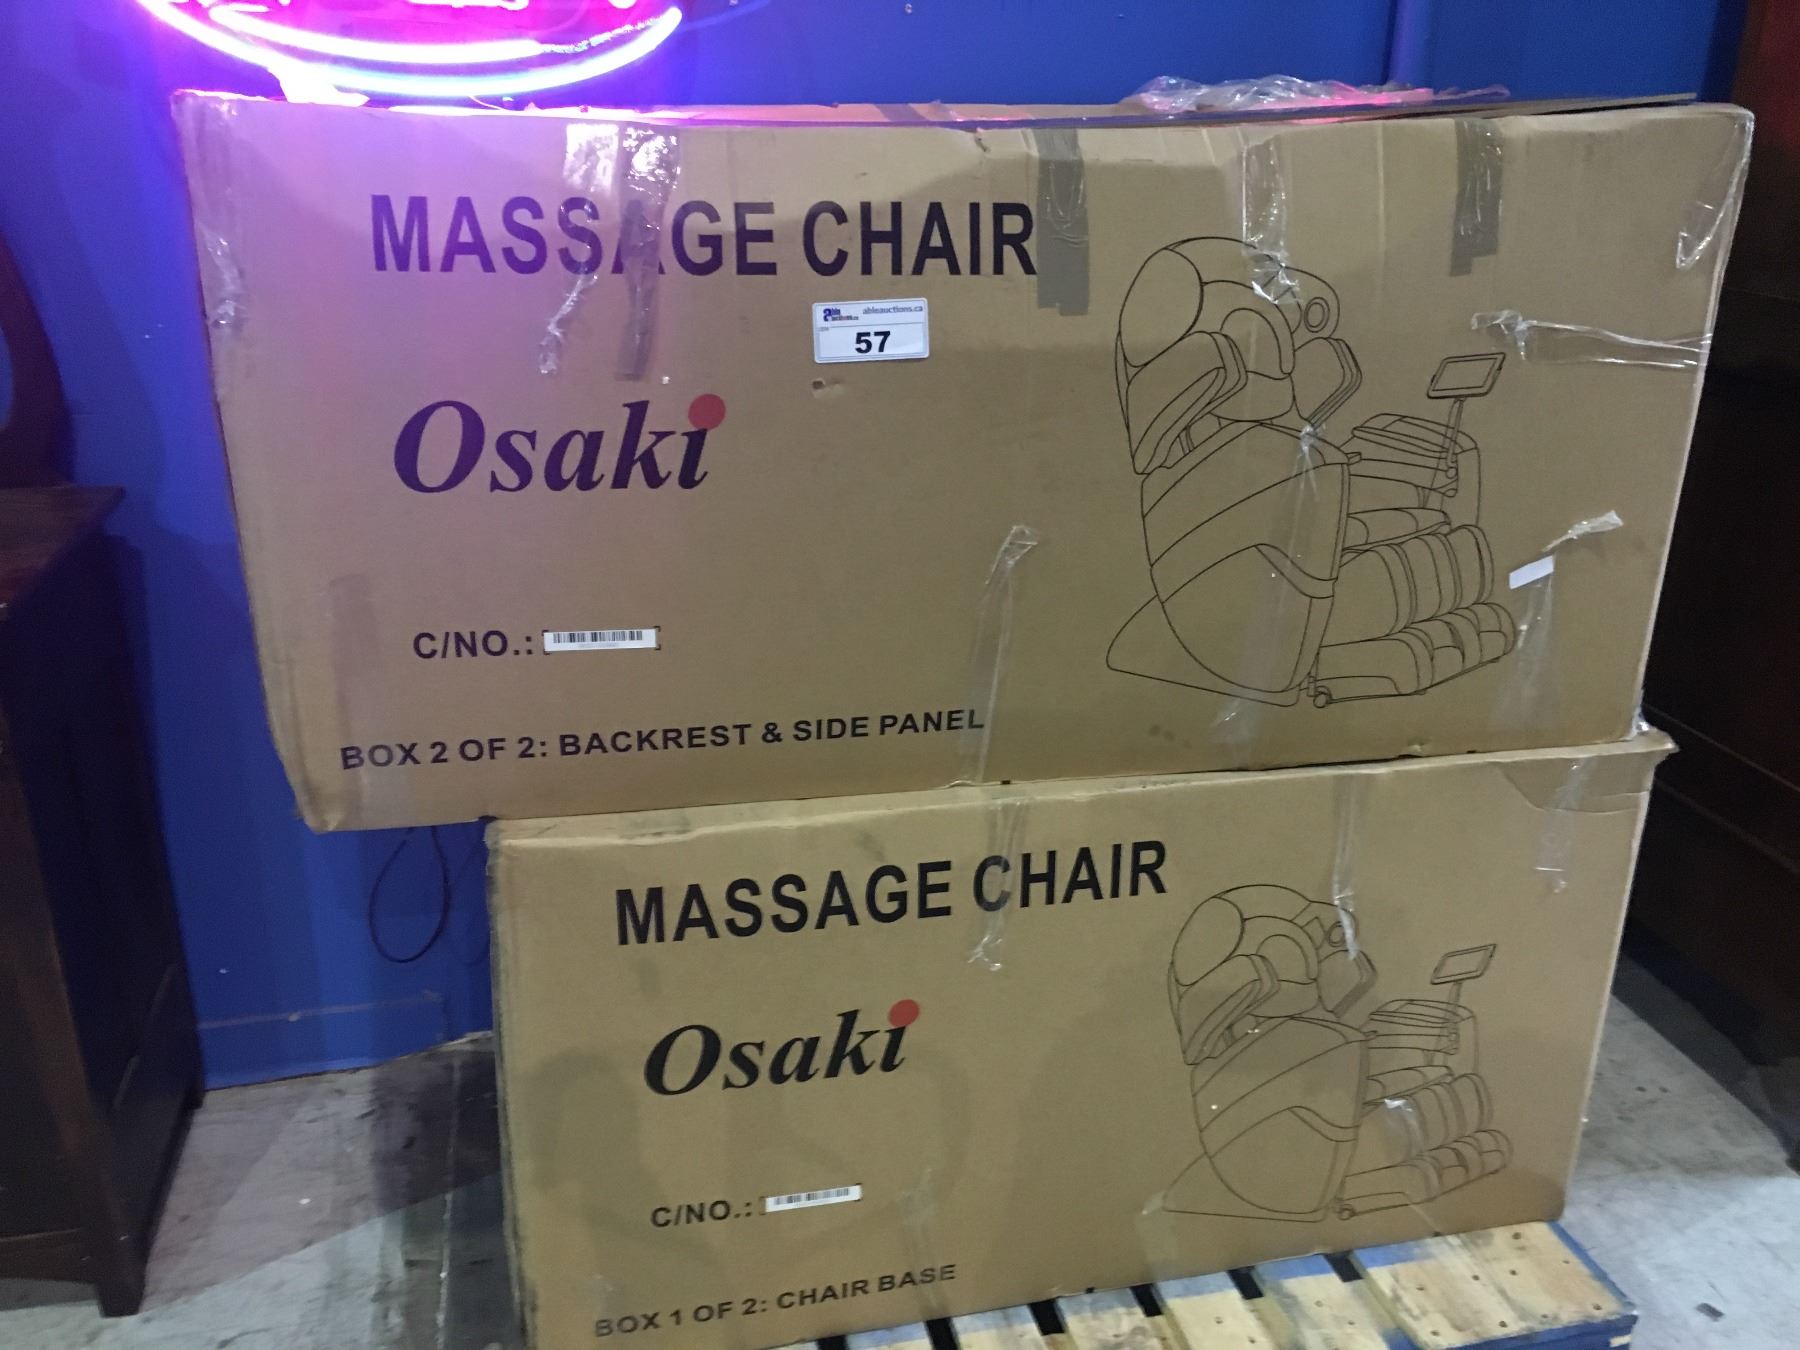 MASSAGE CHAIR
ableauctions.ca
57
Osaki
C/NO.:
BOX 2 OF 2: BACKREST & SIDE PANEL
MASSAGE CHAIR
Osaki
C/NO.:
BOX 1 OF 2: CHAIR BASE